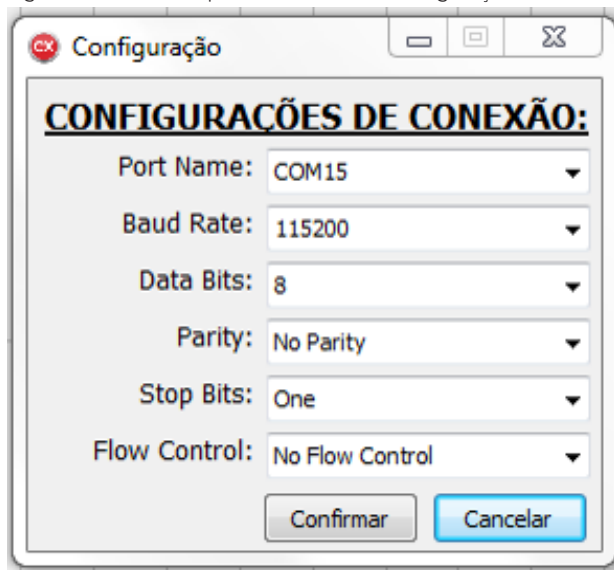 CX Configuração
CONFIGURAÇÕES DE CONEXÃO:
Port Name: COM15
Baud Rate: 115200
Data Bits: 8
Parity: No Parity
Stop Bits: One
Flow Control: No Flow Control
Confirmar Cancelar